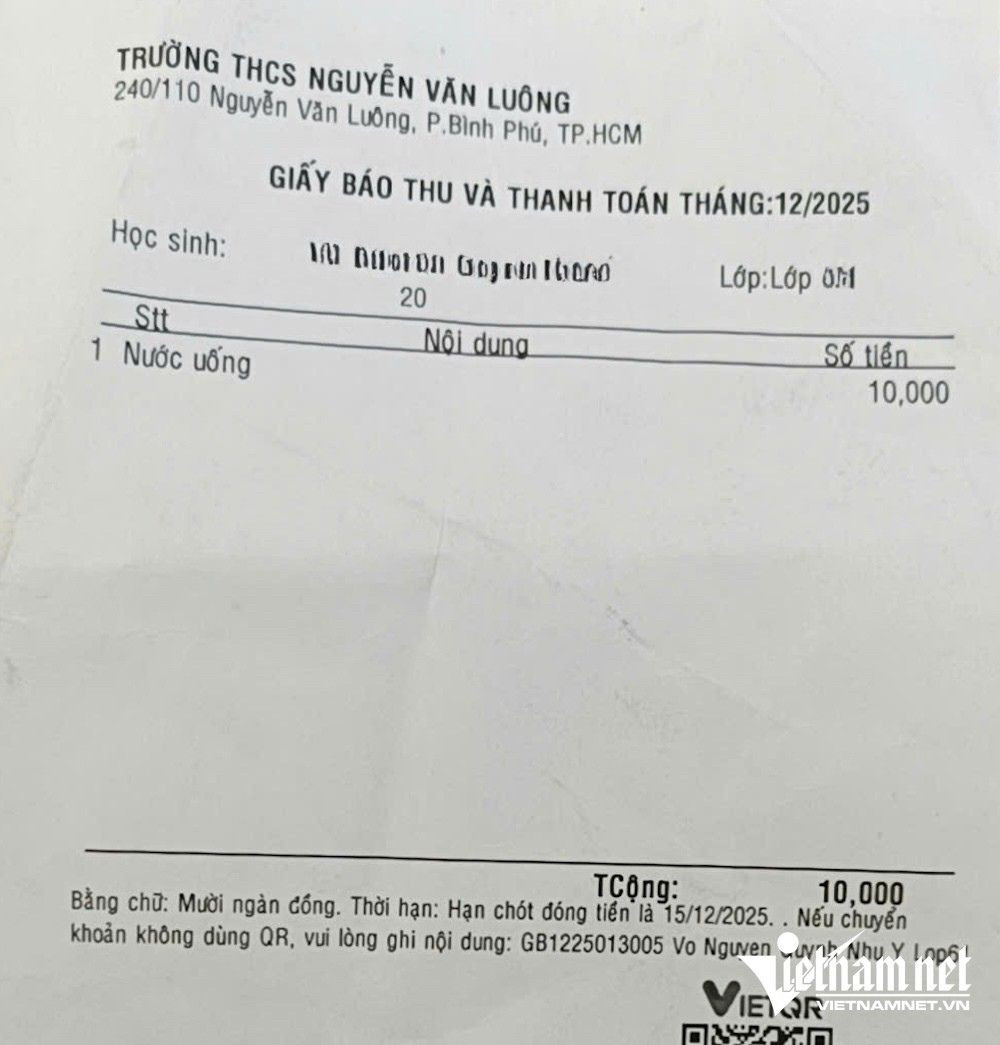 TRƯỜNG THCS NGUYỄN VĂN LUÔNG
240/110 Nguyễn Văn Luông, P.Bình Phú, TP.HCM
GIẤY BÁO THU VÀ THANH TOÁN THÁNG:12/2025
Học sinh:
Lớp:Lớp
20
Stt Nội dung Số tiền
1 Nước uống 10,000
TCộng: 10,000
Bằng chữ: Mười ngàn đồng. Thời hạn: Hạn chót đóng tiền là 15/12/2025. . Nếu chuyển
khoản không dùng QR, vui lòng ghi nội dung: GB1225013005 Vo Nguyen Quynh Nhu Y
Vietnamnet
VIETNAMNET.VN
VIETQR